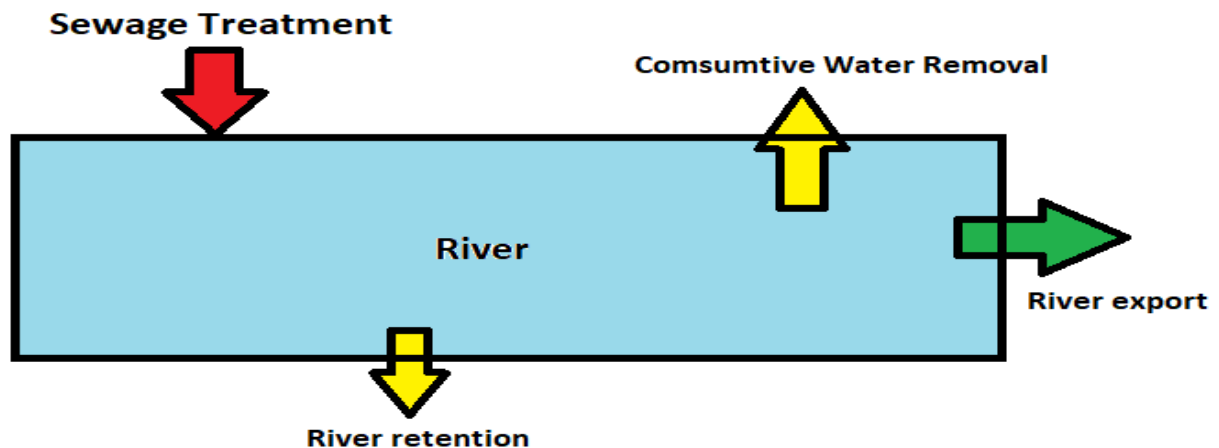 Sewage Treatment
Comsumtive Water Removal
River
River export
River retention